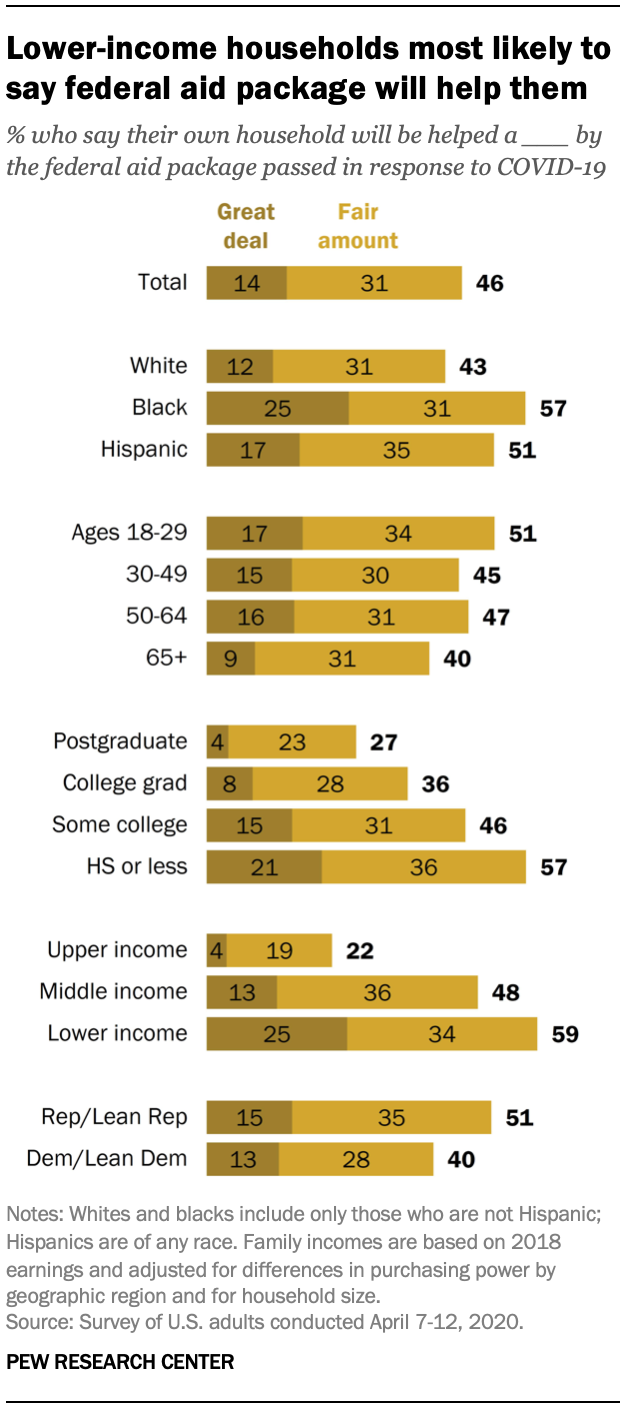 Lower-income households most likely to
say federal aid package will help them
% who say their own household will be helped a ___ by
the federal aid package passed in response to COVID-19
Great deal Fair amount
Total 14 31 46
White 12 31 43
Black 25 31 57
Hispanic 17 35 51
Ages 18-29 17 34 51
30-49 15 30 45
50-64 16 31 47
65+ 9 31 40
Postgraduate 4 23 27
College grad 8 28 36
Some college 15 31 46
HS or less 21 36 57
Upper income 4 19 22
Middle income 13 36 48
Lower income 25 34 59
Rep/Lean Rep 15 35 51
Dem/Lean Dem 13 28 40
Notes: Whites and blacks include only those who are not Hispanic;
Hispanics are of any race. Family incomes are based on 2018
earnings and adjusted for differences in purchasing power by
geographic region and for household size.
Source: Survey of U.S. adults conducted April 7-12, 2020.
PEW RESEARCH CENTER